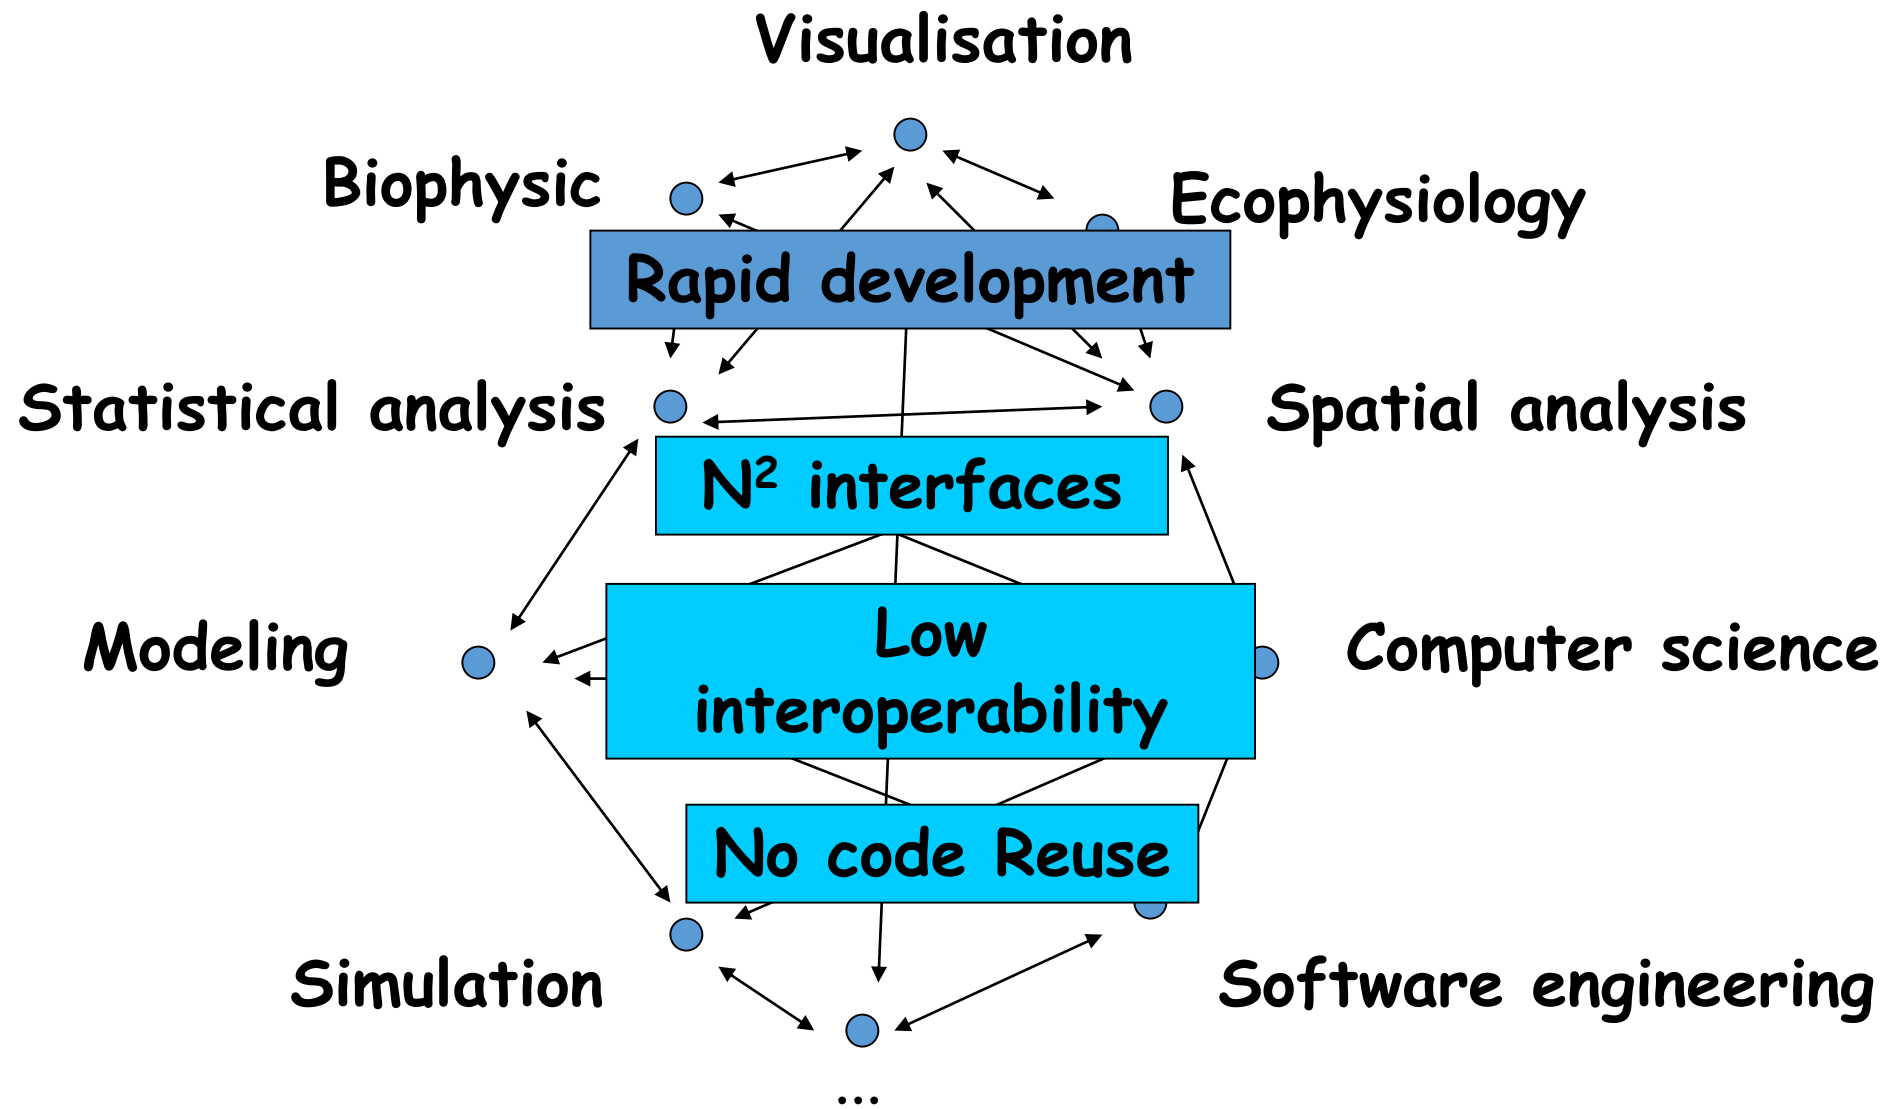 Visualisation
Biophysic
Ecophysiology
Rapid development
Statistical analysis
Spatial analysis
N² interfaces
Low
interoperability
Modeling
Computer science
No code Reuse
Simulation
Software engineering
...